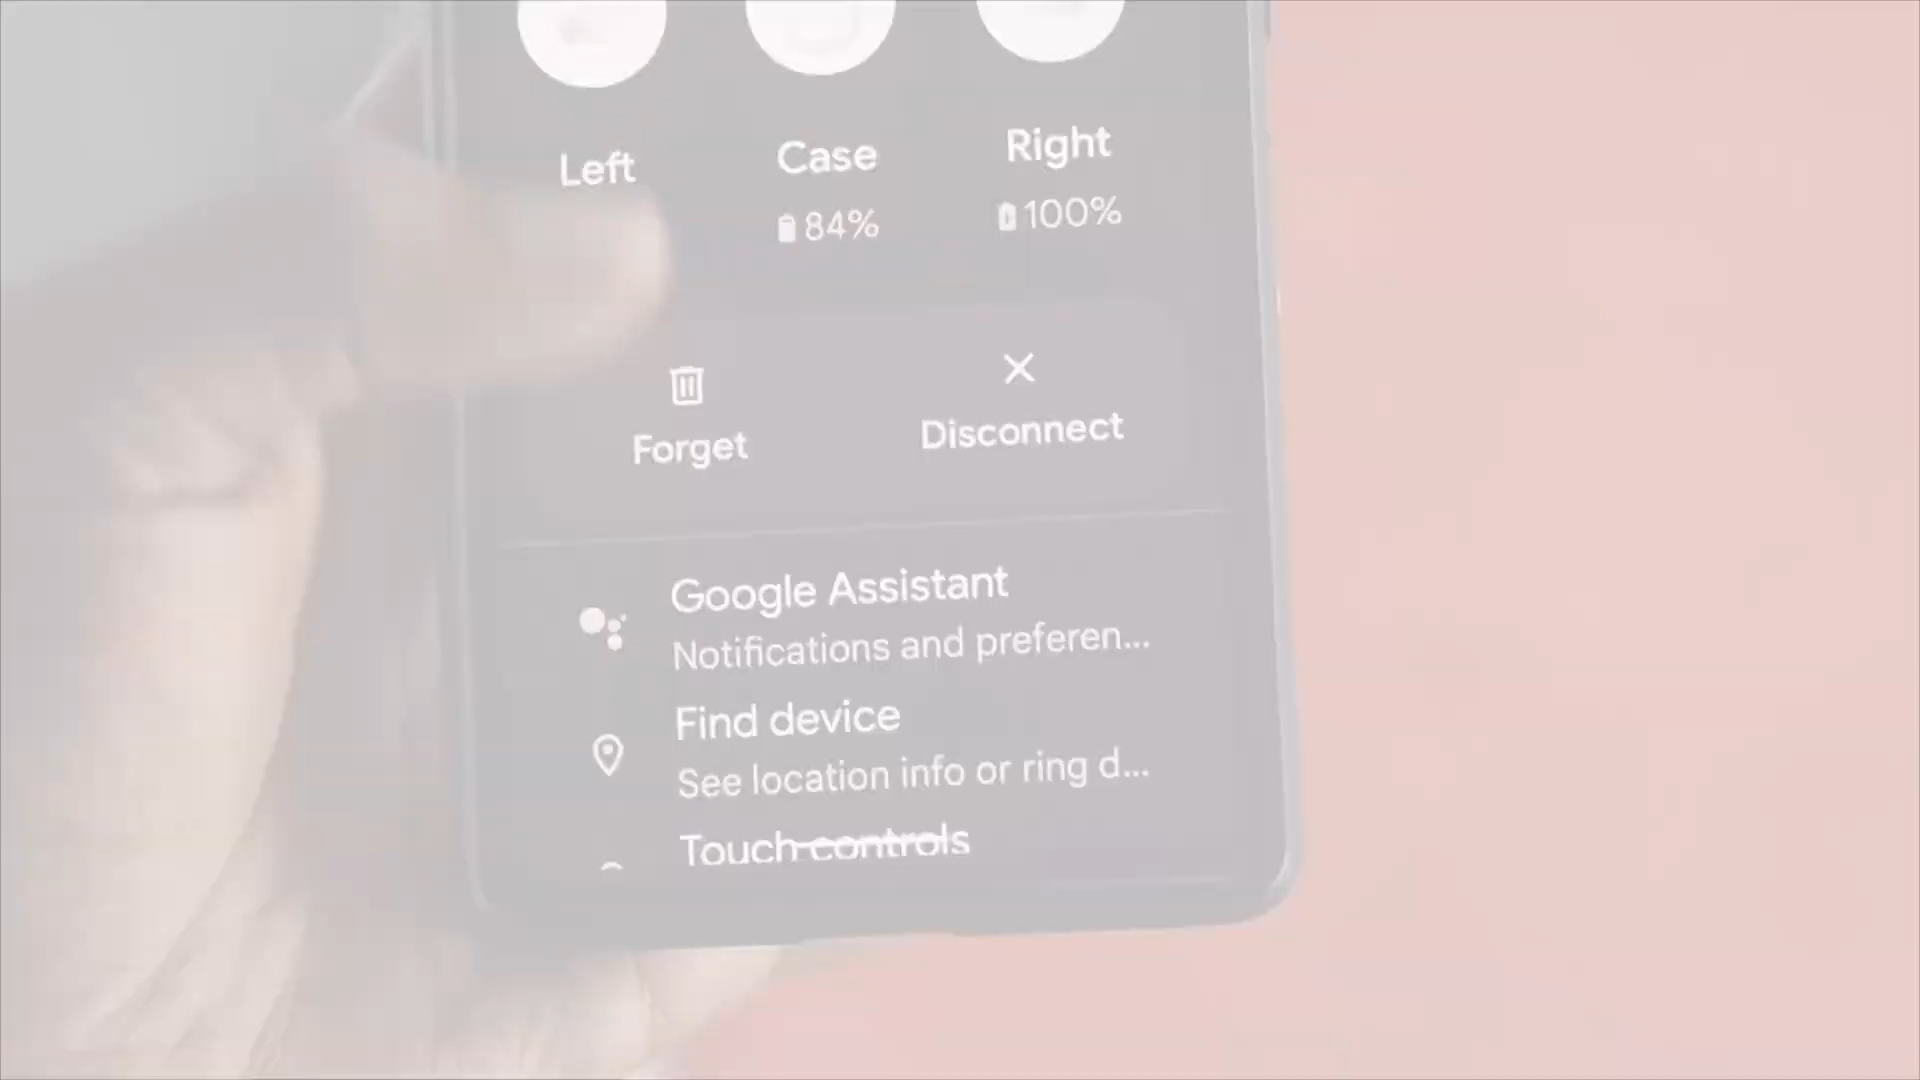 Left
Case
Right
84%
100%
Forget
Disconnect
Google Assistant
Notifications and preferen...
Find device
See location info or ring d...
Touch controls